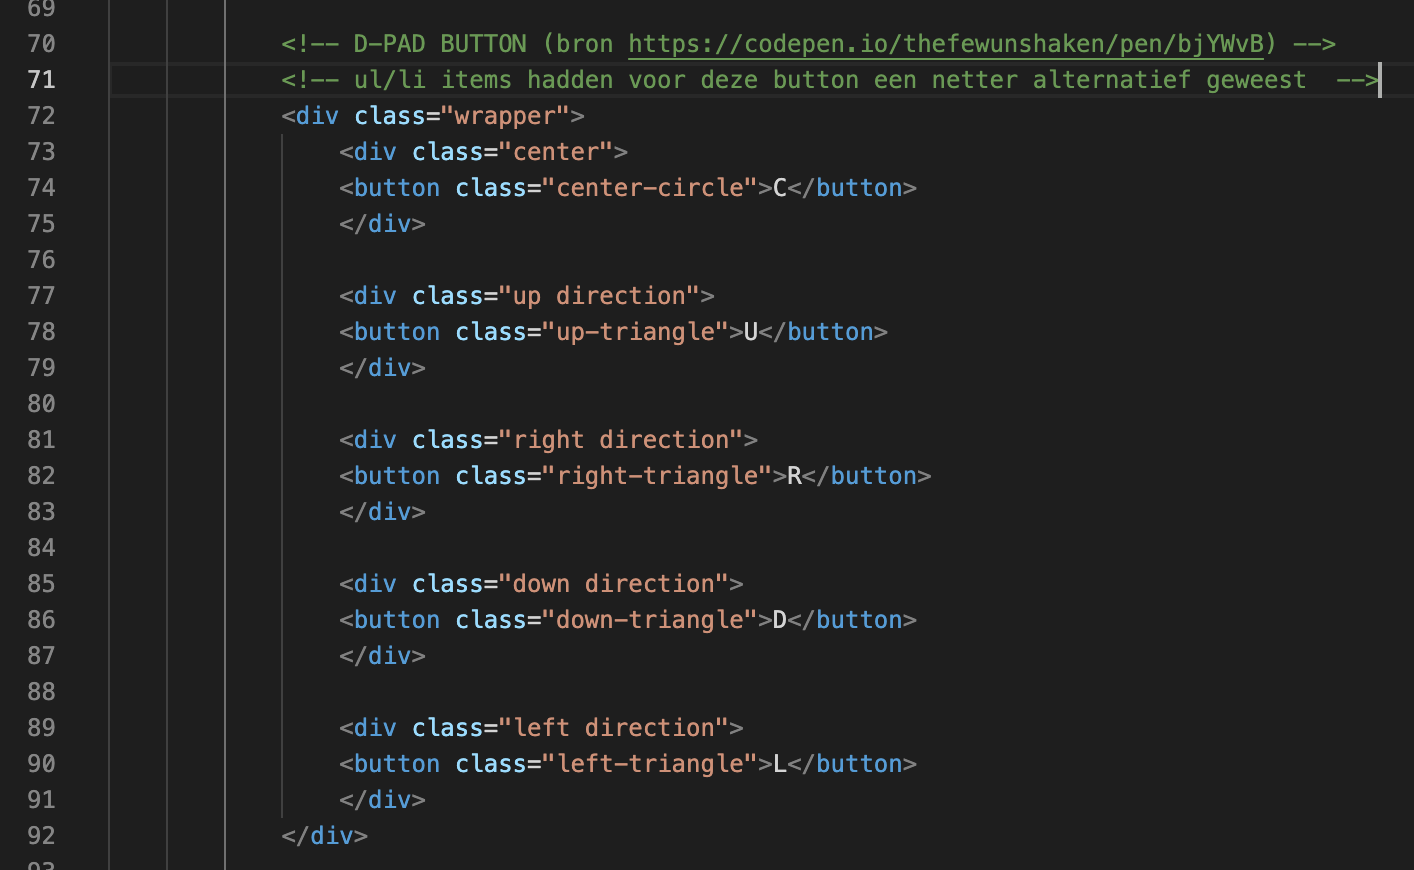 69
70 <!-- D-PAD BUTTON (bron https://codepen.io/thefewunshaken/pen/bjYWvB) -->
71 <!-- ul/li items hadden voor deze button een netter alternatief geweest  -->
72 <div class="wrapper">
73 <div class="center">
74 <button class="center-circle">C</button>
75 </div>
76
77 <div class="up direction">
78 <button class="up-triangle">U</button>
79 </div>
80
81 <div class="right direction">
82 <button class="right-triangle">R</button>
83 </div>
84
85 <div class="down direction">
86 <button class="down-triangle">D</button>
87 </div>
88
89 <div class="left direction">
90 <button class="left-triangle">L</button>
91 </div>
92 </div>
93